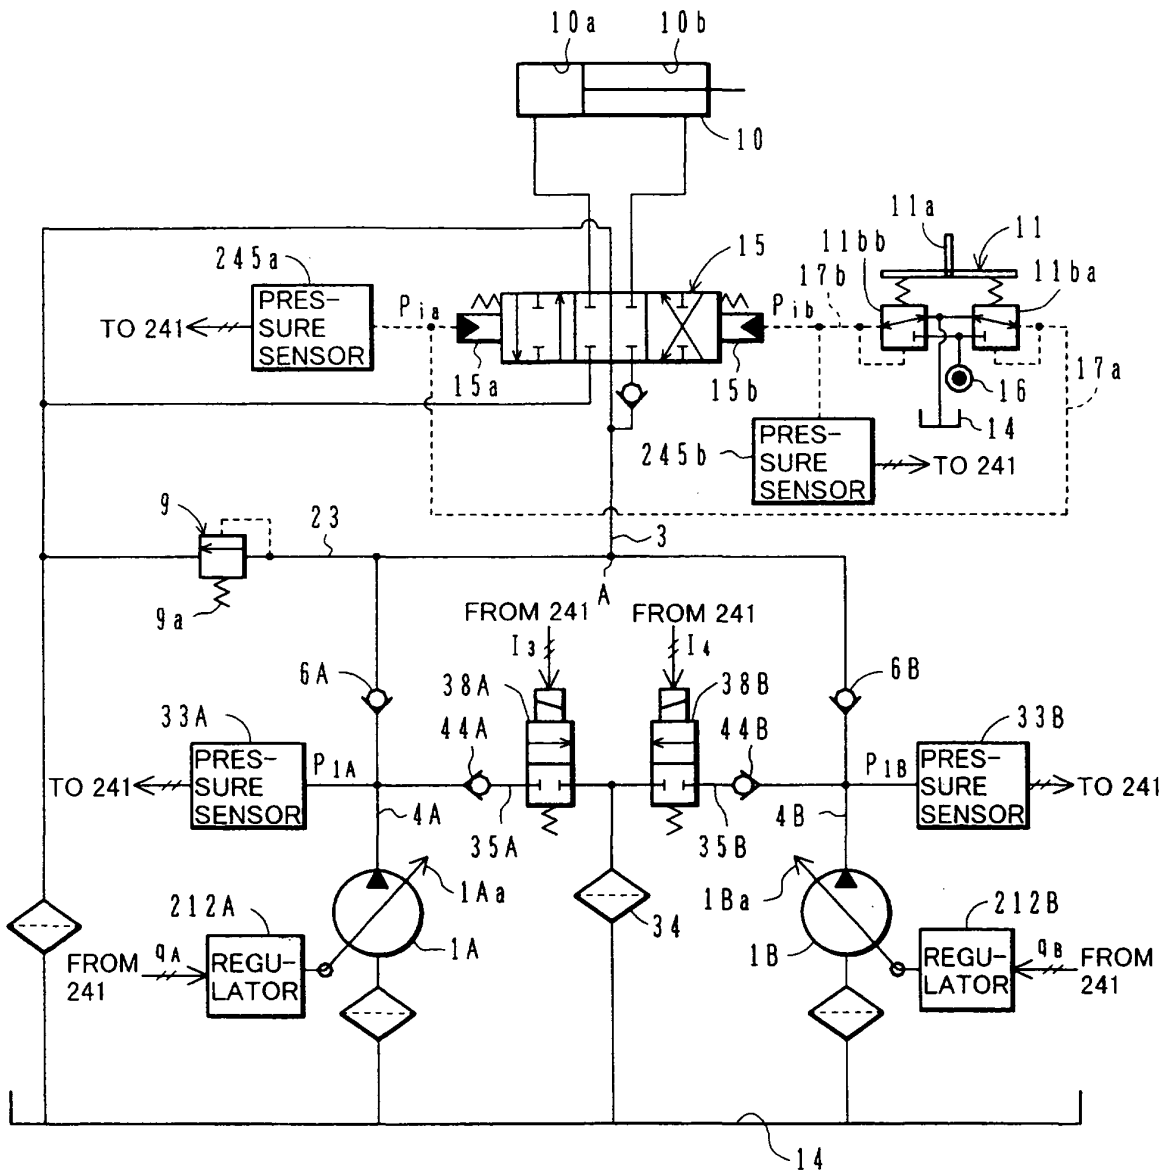 10a
10b
10
11a
11
11bb
11ba
15
17b
245a
PRES-
SURE
SENSOR
TO 241
Pia
Pib
15a
15b
16
14
17a
245b
PRES-
SURE
SENSOR
TO 241
9
23
3
9a
A
FROM 241
FROM 241
I3
I4
6A
38A
38B
6B
33A
44A
44B
33B
PRES-
SURE
SENSOR
P1A
P1B
PRES-
SURE
SENSOR
TO 241
TO 241
4A
35A
35B
4B
1Aa
1Ba
212A
34
212B
1A
1B
FROM
241
qA
REGU-
LATOR
REGU-
LATOR
qB
FROM
241
14